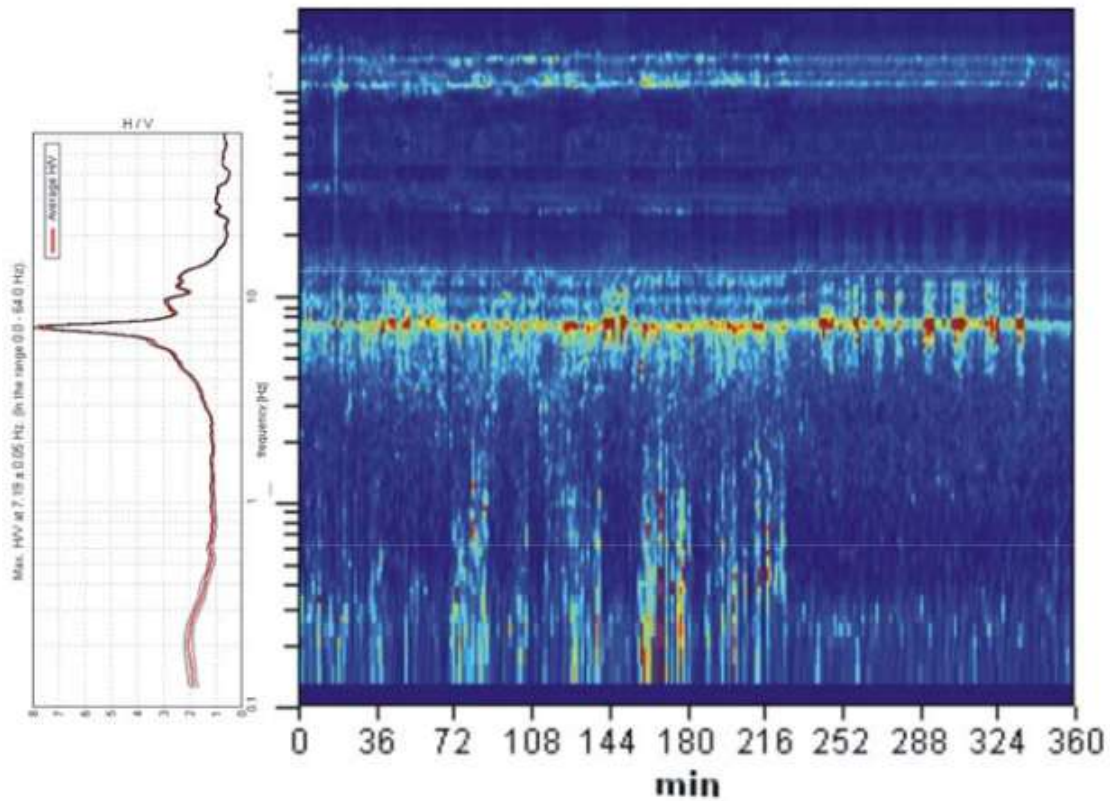 Max. H/V at 7.19 ± 0.05 Hz. (In the range 0.0 - 64.0 Hz)
H / V
Average H/V
8 7 6 5 4 3 2 1 0
frequency [Hz]
10
1
0.1
0 36 72 108 144 180 216 252 288 324 360
min